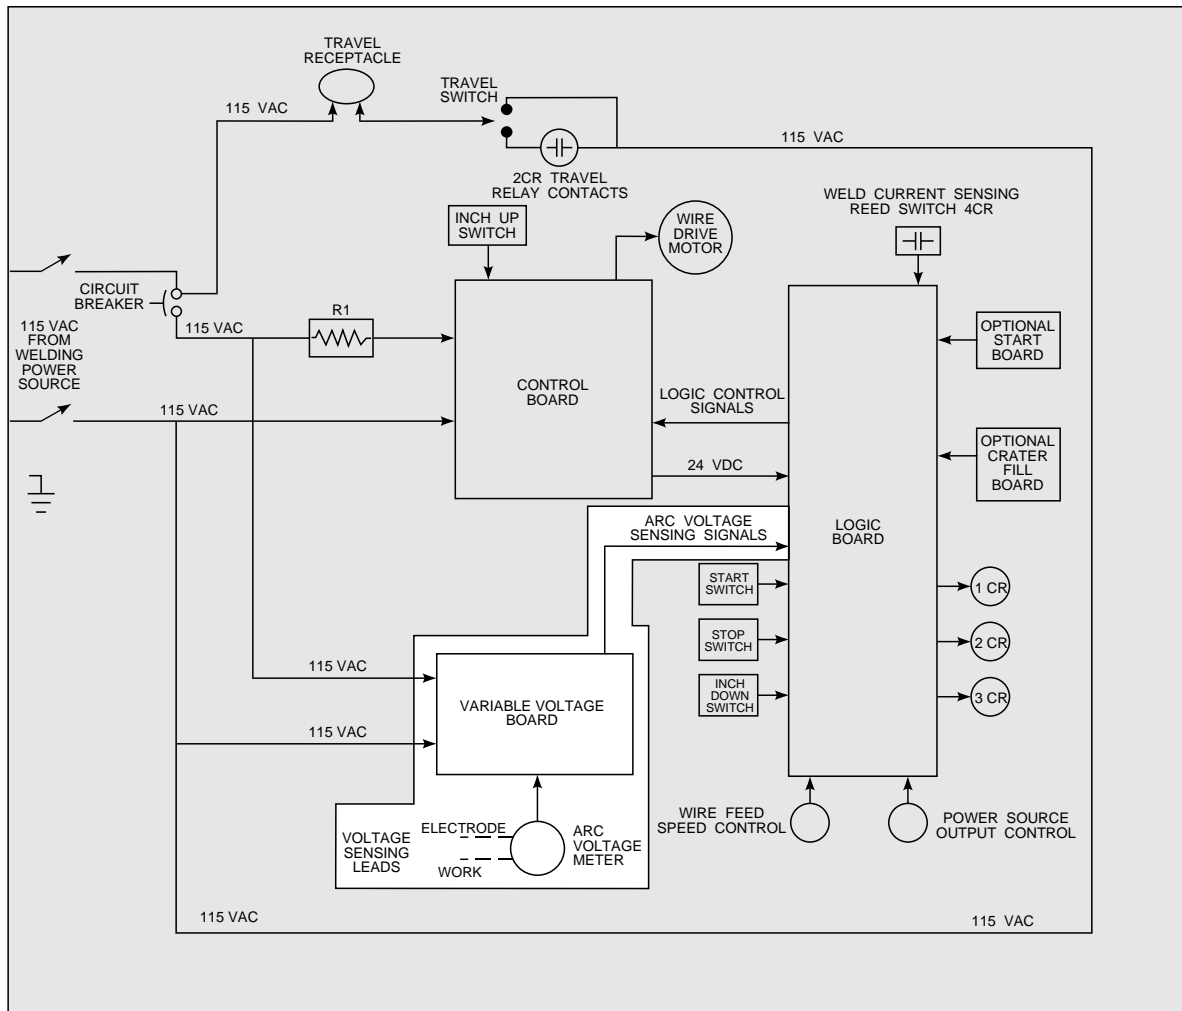 TRAVEL
RECEPTACLE
TRAVEL
SWITCH
115 VAC
115 VAC
2CR TRAVEL
RELAY CONTACTS
WELD CURRENT SENSING
REED SWITCH 4CR
INCH UP
SWITCH
WIRE
DRIVE
MOTOR
CIRCUIT
BREAKER
R1
115 VAC
115 VAC
FROM
WELDING
POWER
SOURCE
OPTIONAL
START
BOARD
CONTROL
BOARD
LOGIC CONTROL
SIGNALS
115 VAC
OPTIONAL
CRATER
FILL
BOARD
24 VDC
ARC VOLTAGE
SENSING SIGNALS
LOGIC
BOARD
START
SWITCH
1 CR
STOP
SWITCH
2 CR
INCH
DOWN
SWITCH
3 CR
115 VAC
VARIABLE VOLTAGE
BOARD
115 VAC
WIRE FEED
SPEED CONTROL
POWER SOURCE
OUTPUT CONTROL
VOLTAGE
SENSING
LEADS
ELECTRODE
WORK
ARC
VOLTAGE
METER
115 VAC
115 VAC